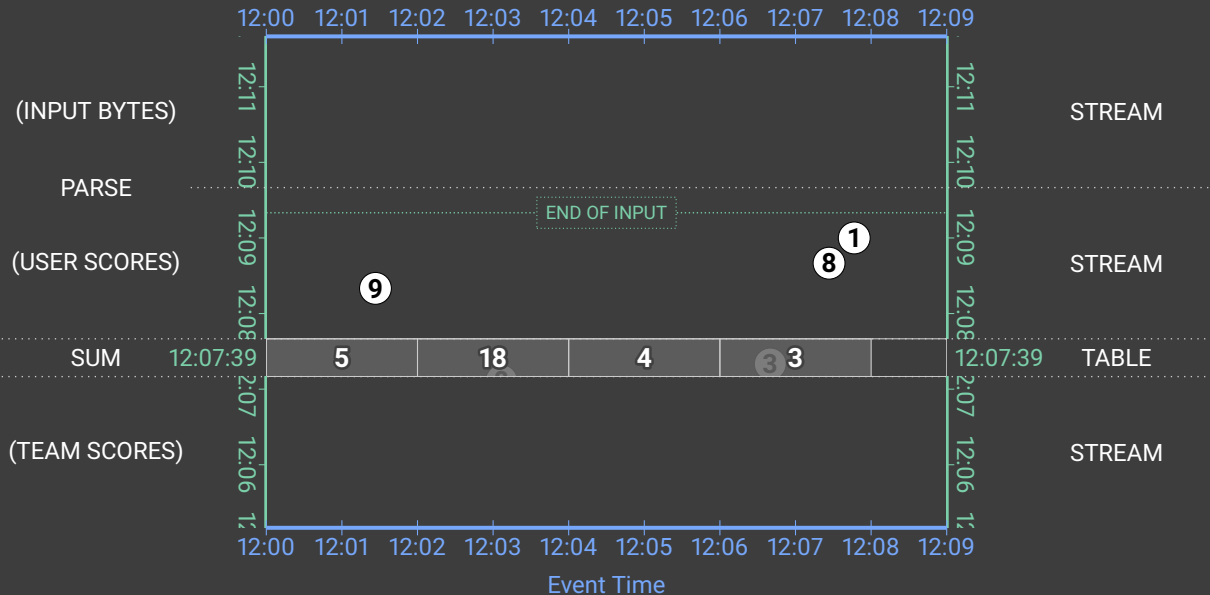 12:00 12:01 12:02 12:03 12:04 12:05 12:06 12:07 12:08 12:09
12:11 12:11
(INPUT BYTES) STREAM
12:10 12:10
PARSE
END OF INPUT
12:09 12:09
1
(USER SCORES) 8 STREAM
9
12:08 12:08
SUM 12:07:39 5 18 4 3 3 12:07:39 TABLE
2:07 2:07
(TEAM SCORES) STREAM
12:06 12:06
12:00 12:01 12:02 12:03 12:04 12:05 12:06 12:07 12:08 12:09
Event Time